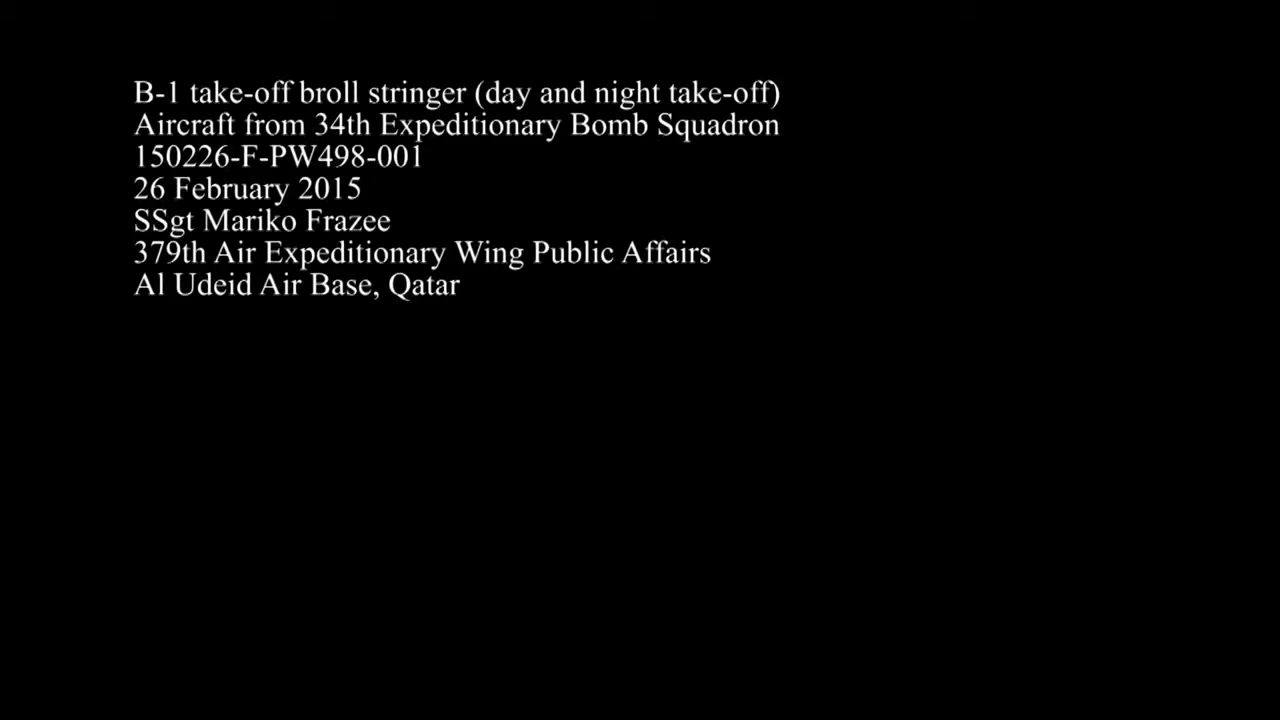 B-1 take-off broll stringer (day and night take-off)
Aircraft from 34th Expeditionary Bomb Squadron
150226-F-PW498-001
26 February 2015
SSgt Mariko Frazee
379th Air Expeditionary Wing Public Affairs
Al Udeid Air Base, Qatar